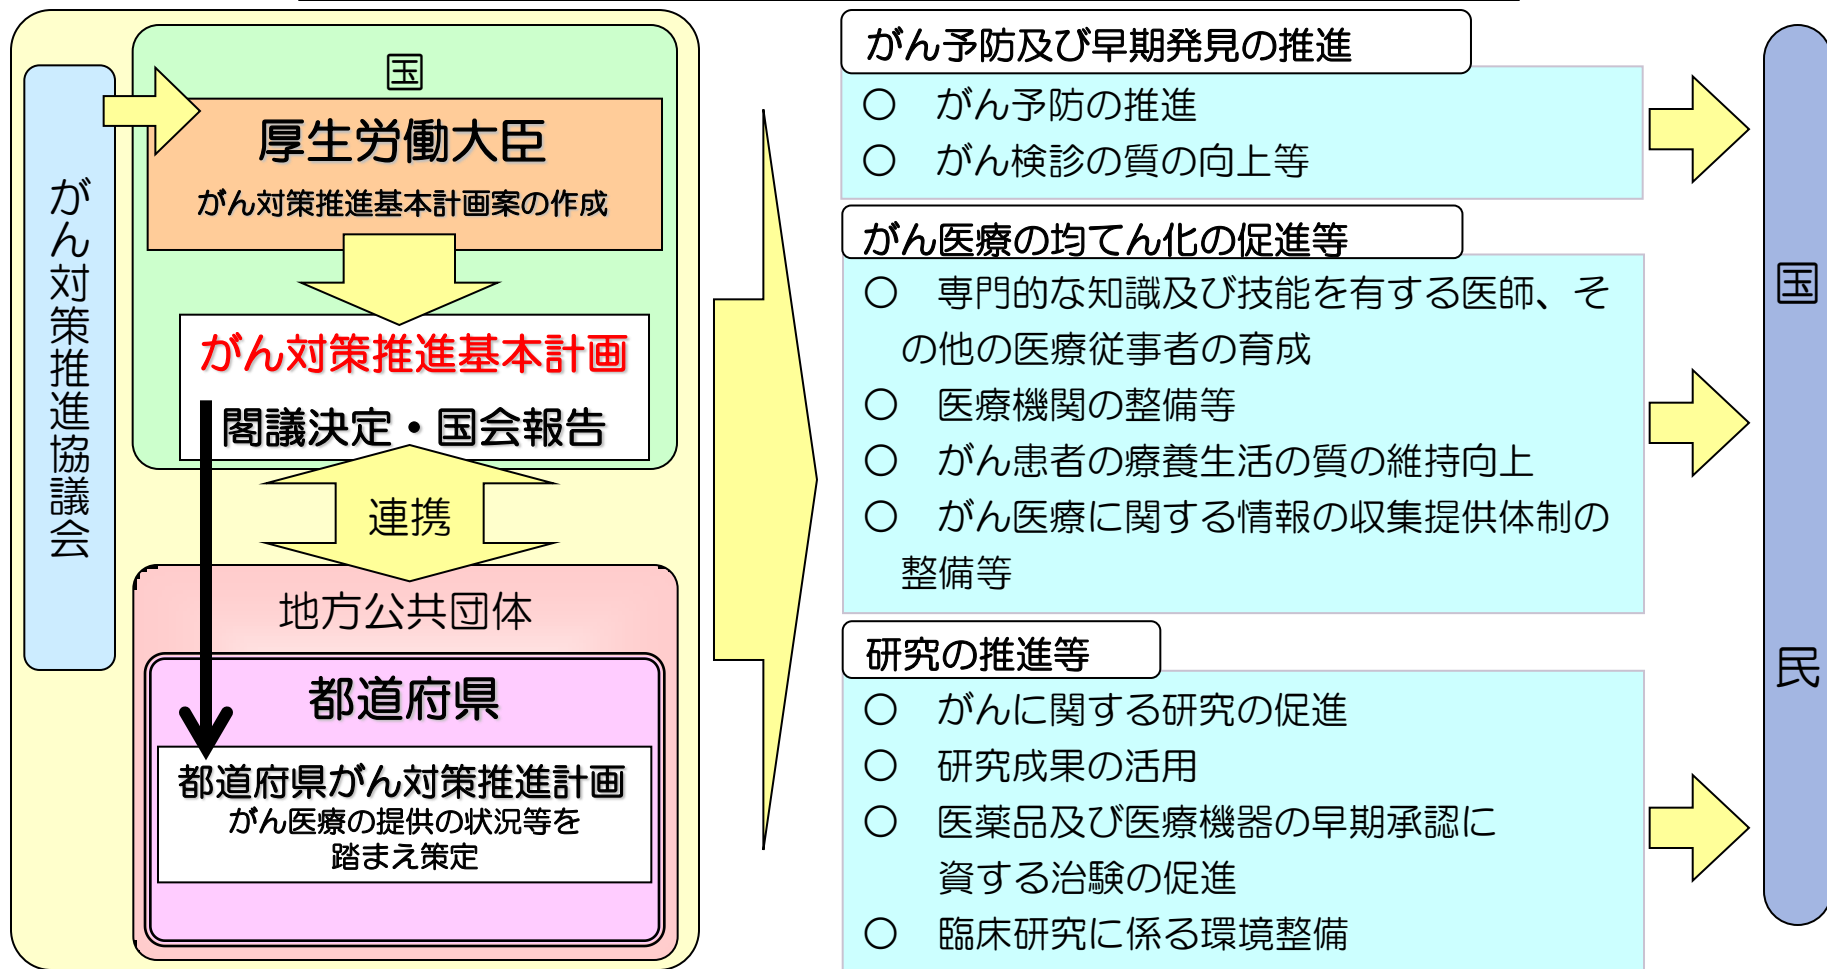 がん対策推進協議会
国
厚生労働大臣
がん対策推進基本計画案の作成
がん対策推進基本計画
閣議決定・国会報告
連携
地方公共団体
都道府県
都道府県がん対策推進計画
がん医療の提供の状況等を
踏まえ策定
がん予防及び早期発見の推進
○ がん予防の推進
○ がん検診の質の向上等
がん医療の均てん化の促進等
○ 専門的な知識及び技能を有する医師、そ
の他の医療従事者の育成
○ 医療機関の整備等
○ がん患者の療養生活の質の維持向上
○ がん医療に関する情報の収集提供体制の
整備等
研究の推進等
○ がんに関する研究の促進
○ 研究成果の活用
○ 医薬品及び医療機器の早期承認に
資する治験の促進
○ 臨床研究に係る環境整備
国民